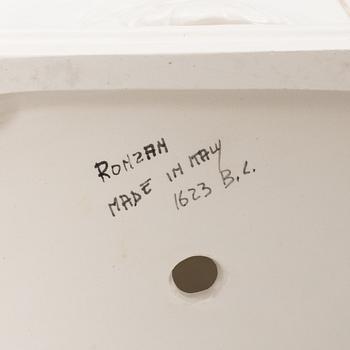 RONZAN
MADE IN ITALY
1623 B.C.